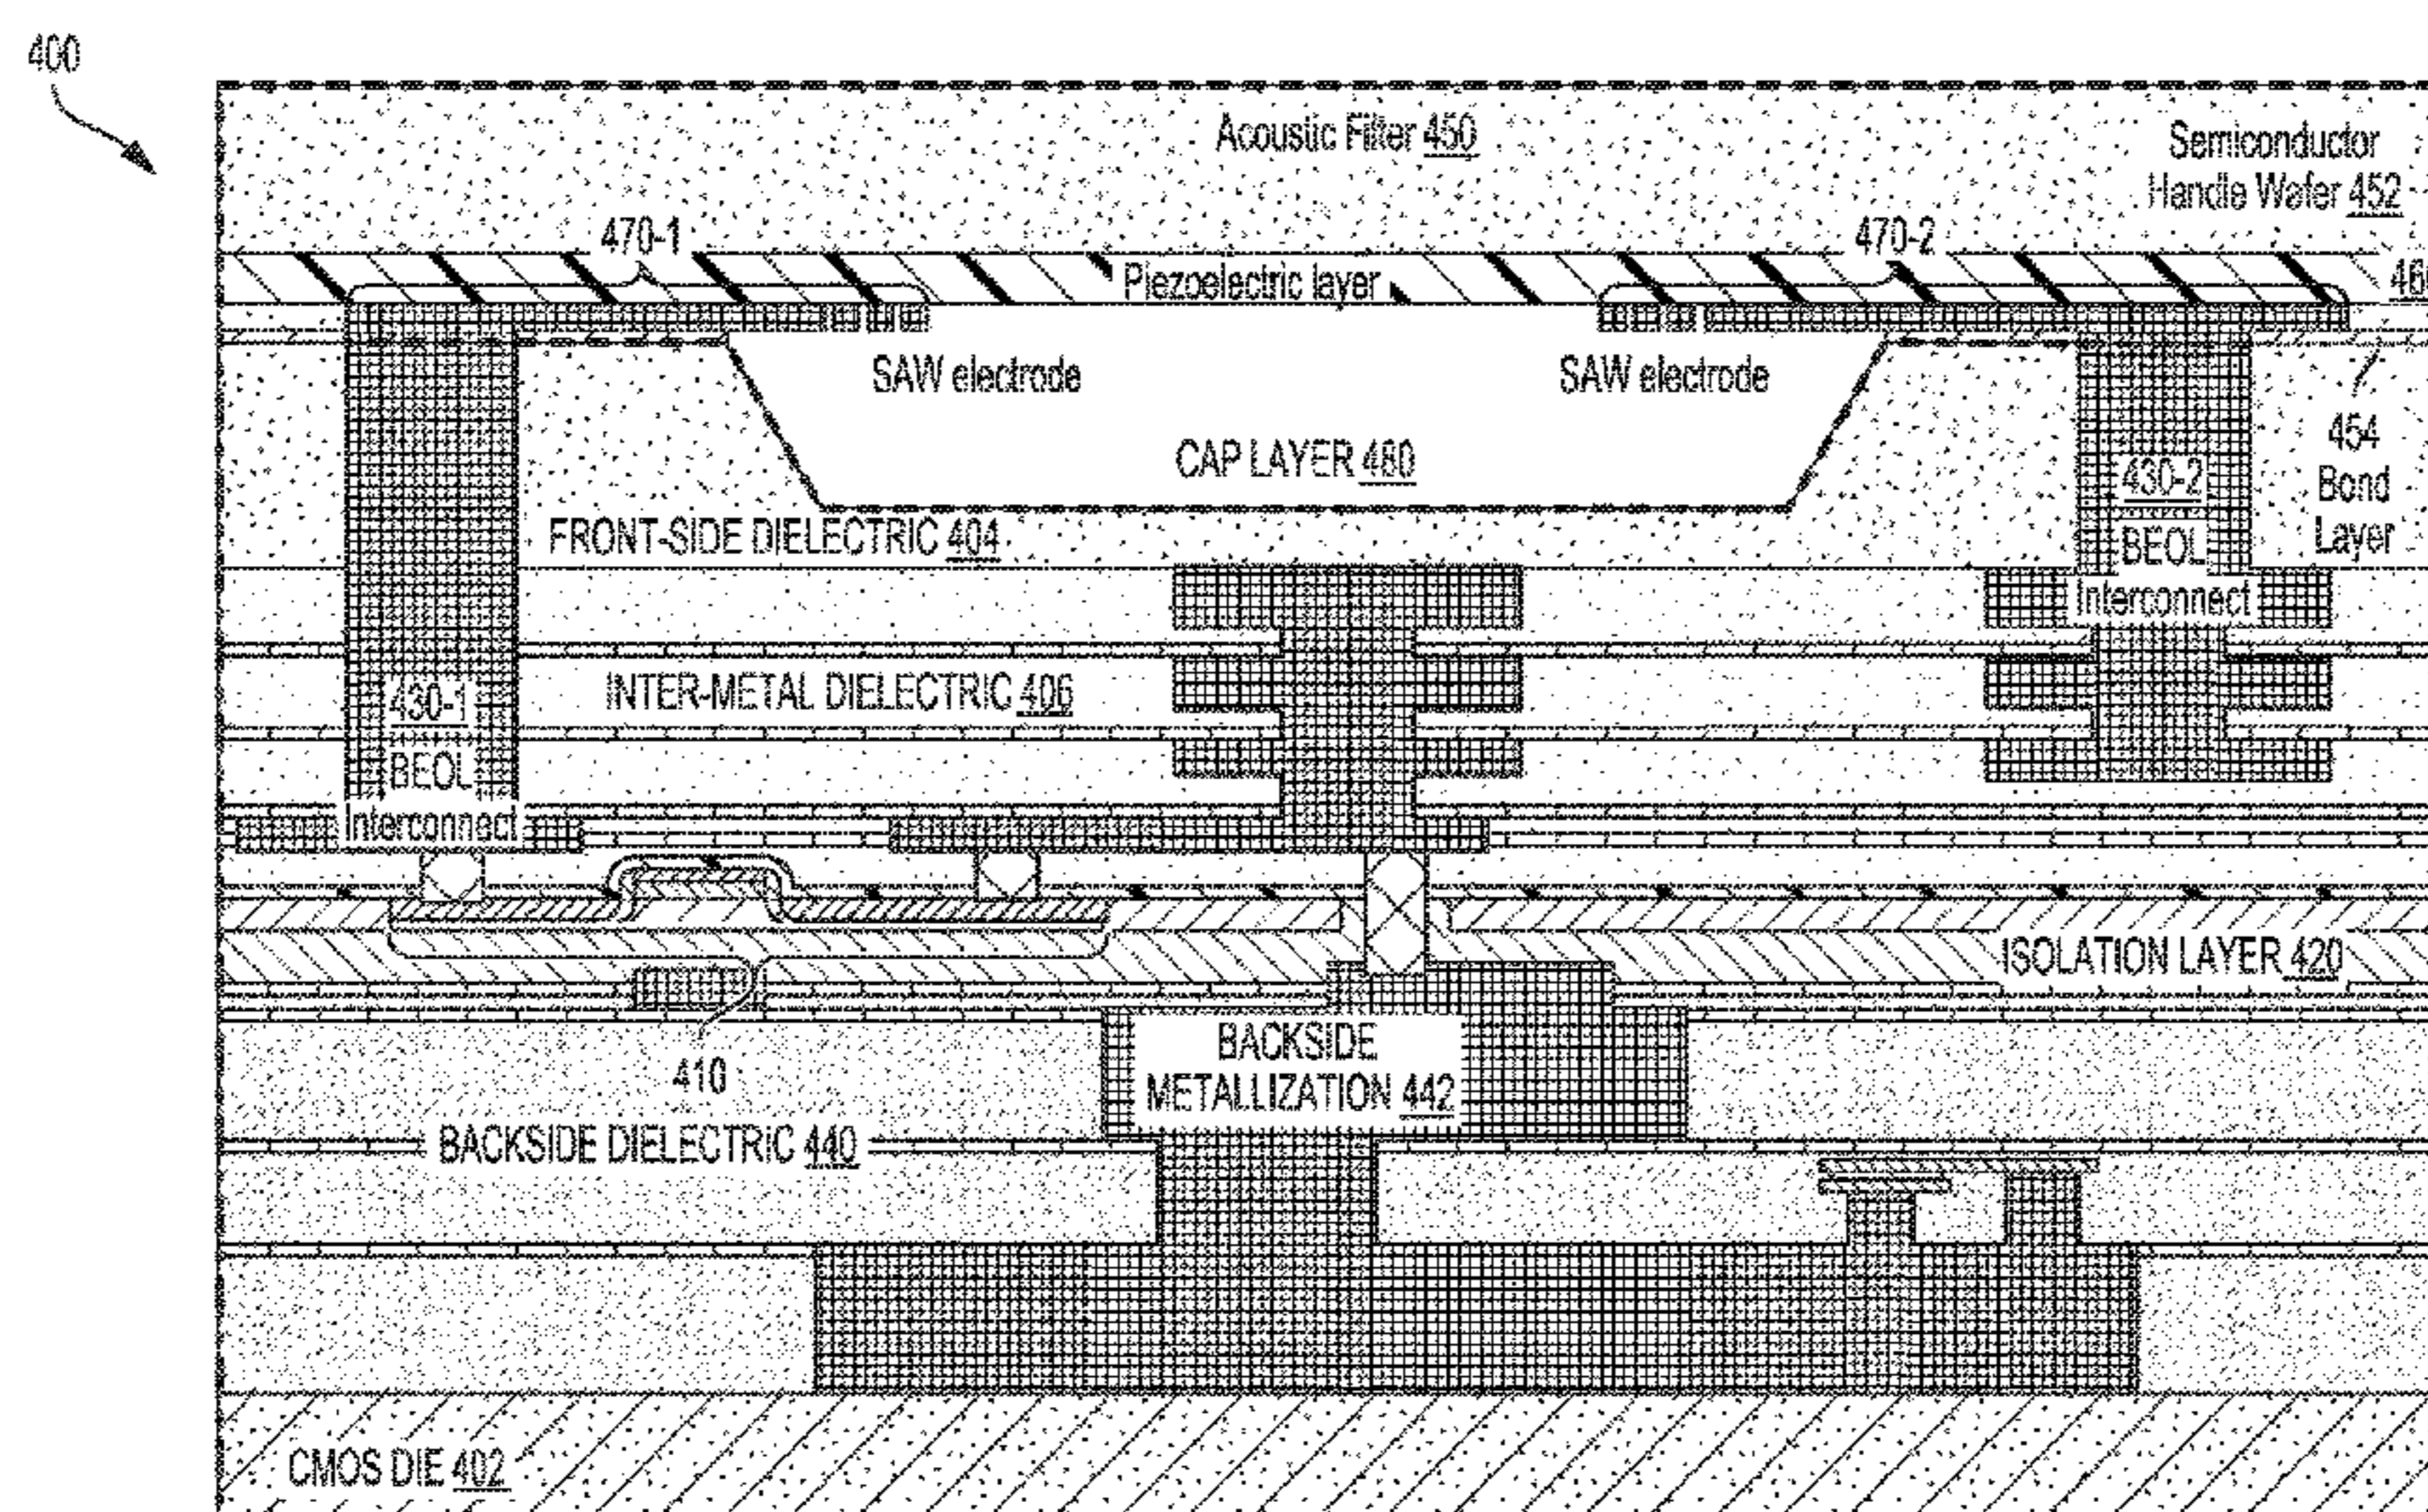 400
Acoustic Filter 450
Semiconductor
Handle Wafer 452
470-1
470-2
Piezoelectric layer
SAW electrode
SAW electrode
454
Bond
Layer
CAP LAYER 480
430-2
BEOL
Interconnect
FRONT-SIDE DIELECTRIC 404
INTER-METAL DIELECTRIC 406
430-1
BEOL
Interconnect
ISOLATION LAYER 420
410
BACKSIDE
METALLIZATION 442
BACKSIDE DIELECTRIC 440
CMOS DIE 402